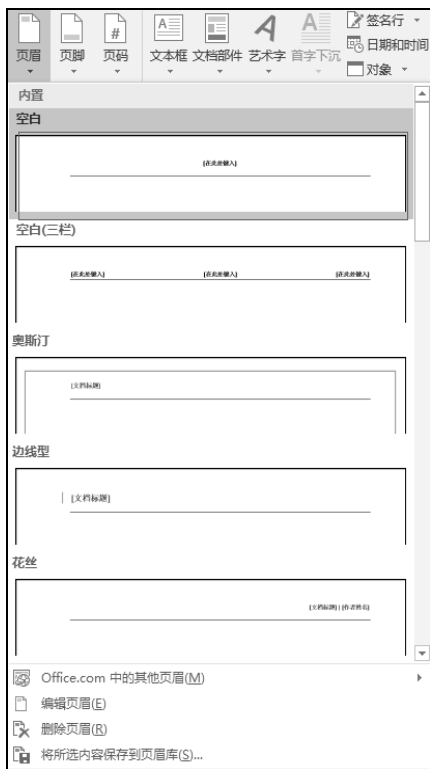 签名行
A
A
A
#
日期和时间
页眉 页脚 页码 文本框 文档部件 艺术字 首字下沉
对象
内置
空白
[在此处键入]
空白(三栏)
[在此处键入] [在此处键入] [在此处键入]
奥斯汀
[文档标题]
边线型
[文档标题]
花丝
[文档标题] | [作者姓名]
Office.com 中的其他页眉(M)
编辑页眉(E)
删除页眉(R)
将所选内容保存到页眉库(S)...